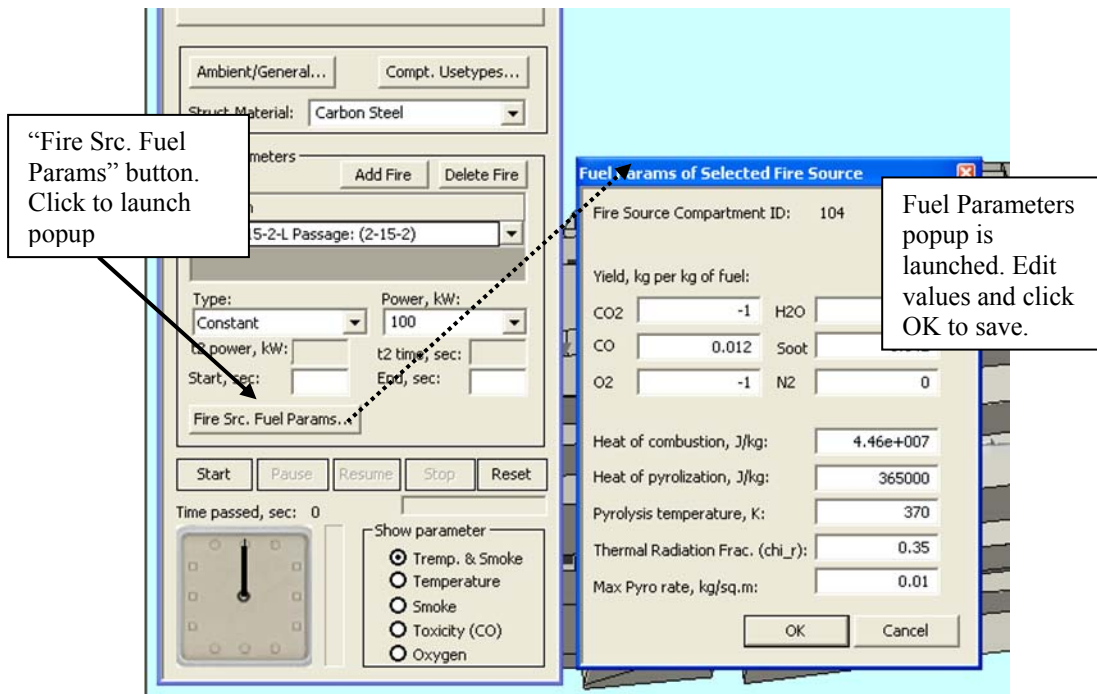 Ambient/General...
Compt. Usetypes...
Struct Material: Carbon Steel
“Fire Src. Fuel
Params” button.
Click to launch
popup
meters
Add Fire
Delete Fire
5-2-L Passage: (2-15-2)
Type:
Power, kW:
Constant
100
t2 power, kW:
t2 time, sec:
Start, sec:
End, sec:
Fire Src. Fuel Params...
Start
Pause
Resume
Stop
Reset
Time passed, sec: 0
Show parameter
Tremp. & Smoke
Temperature
Smoke
Toxicity (CO)
Oxygen
Fuel Params of Selected Fire Source
Fire Source Compartment ID: 104
Yield, kg per kg of fuel:
CO2 -1 H2O
CO 0.012 Soot
O2 -1 N2 0
Heat of combustion, J/kg: 4.46e+007
Heat of pyrolization, J/kg: 365000
Pyrolysis temperature, K: 370
Thermal Radiation Frac. (chi_r): 0.35
Max Pyro rate, kg/sq.m: 0.01
OK
Cancel
Fuel Parameters
popup is
launched. Edit
values and click
OK to save.